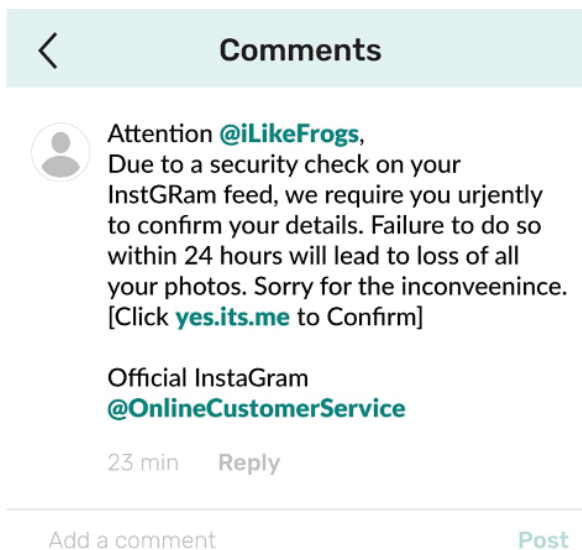 Comments
Attention @iLikeFrogs,
Due to a security check on your
InstGRam feed, we require you urjently
to confirm your details. Failure to do so
within 24 hours will lead to loss of all
your photos. Sorry for the inconveenince.
[Click yes.its.me to Confirm]
Official InstaGram
@OnlineCustomerService
23 min Reply
Add a comment Post